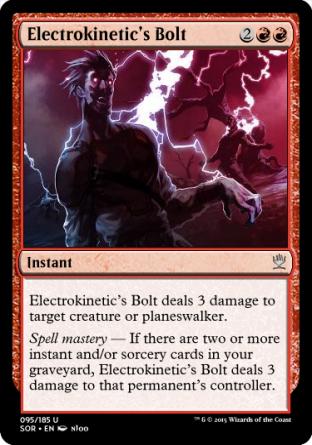 Electrokinetic's Bolt 2
Instant
Electrokinetic's Bolt deals 3 damage to
target creature or planeswalker.
Spell mastery — If there are two or more
instant and/or sorcery cards in your
graveyard, Electrokinetic's Bolt deals 3
damage to that permanent's controller.
095/185 U
SOR • EN n!00
™ & © 2015 Wizards of the Coast